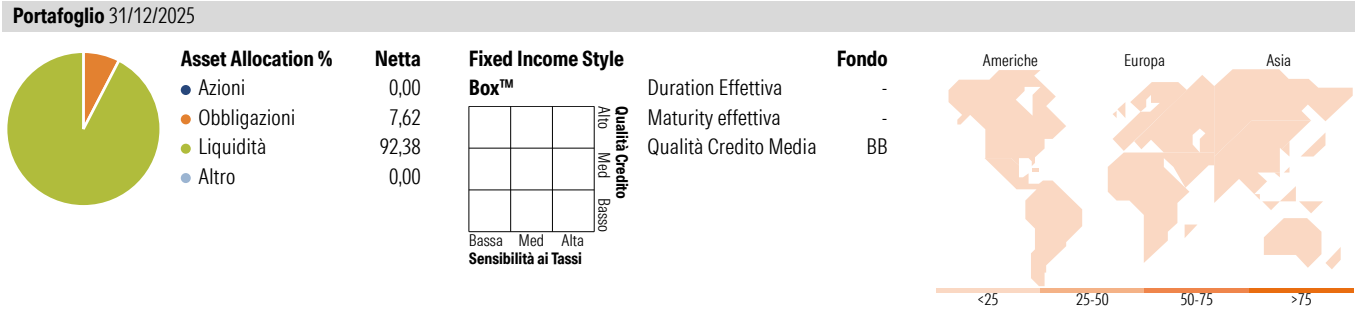 Portafoglio 31/12/2025
Asset Allocation % Netta
Azioni 0,00
Obbligazioni 7,62
Liquidità 92,38
Altro 0,00
Fixed Income Style
Box™
Alto Med Basso
Qualità Credito
Bassa Med Alta
Sensibilità ai Tassi
Fondo
Duration Effettiva -
Maturity effettiva -
Qualità Credito Media BB
Americhe Europa Asia
<25 25-50 50-75 >75